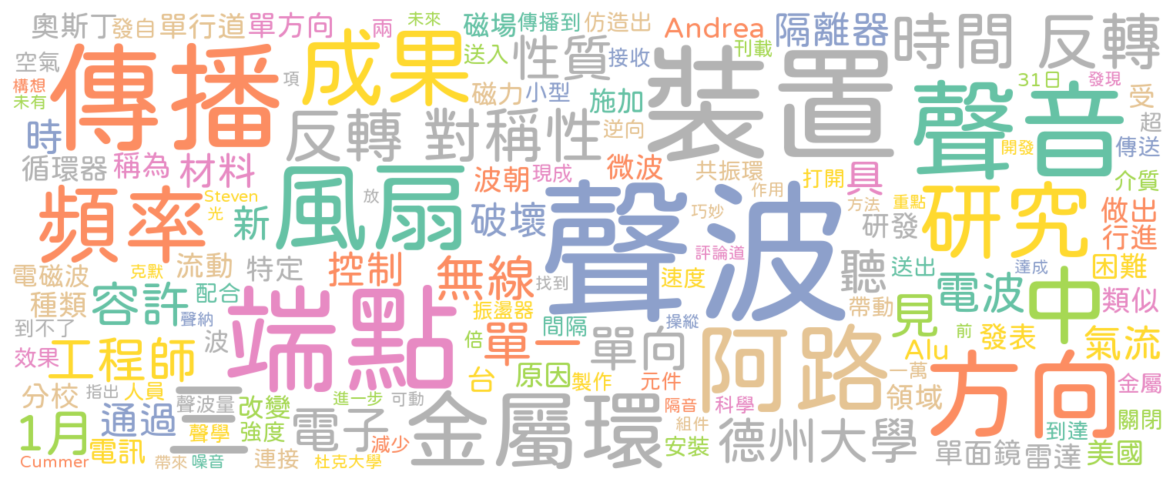 奧斯丁 發自 單行道 單方向 兩 未來 磁場 傳播到 仿造出 Andrea 隔離器 時間 反轉
空氣 傳播 成果 送入 性質 接收 刊載 裝置 31日 發現
構想 未有 項 磁力 小型 施加 聲音 受
時 反轉 對稱性 逆向 超
循環器 稱為 材料 波朝 現成 微波 共振環 打開 具 開發 傳送
頻率 Steven 光 新 風扇 放 破壞 聲波 巧妙 作用 方法 重點 研究 介質 做出
電磁波 克默 流動 特定 控制 無線 找到 評論道 研發 行進
種類 容許 配合 振盪器 速度 聽 送出 達成 困難
到不了 聲納 端點 間隔 操縱 帶動 見 電波 中 類似
效果 工程師 波 倍 單一 單向 阿路 Alu 前 發表 氣流
分校 指出 人員 三 進一步 可動 台 原因 製作 元件 一萬 領域 方向 金屬
1月 通過 聲波量 改變 電子 金屬環 隔音 科學 關閉
電訊 聲學 強度 減少 組件 安裝 德州大學 到達
Cummer 帶來 噪音 連接 杜克大學 單面鏡 雷達 美國